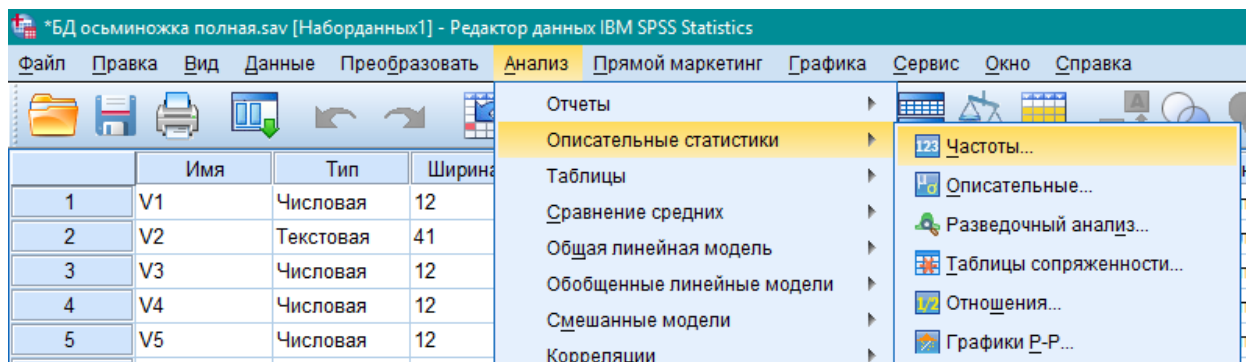 *БД осьминожка полная.sav [Наборданных1] - Редактор данных IBM SPSS Statistics
Файл Правка Вид Данные Преобразовать Анализ Прямой маркетинг Графика Сервис Окно Справка
Отчеты
Описательные статистики
Таблицы
Сравнение средних
Общая линейная модель
Обобщенные линейные модели
Смешанные модели
Корреляции
123 Частоты...
Описательные...
Разведочный анализ...
Таблицы сопряженности...
1/2 Отношения...
Графики P-P...
Имя Тип Ширина
1 V1 Числовая 12
2 V2 Текстовая 41
3 V3 Числовая 12
4 V4 Числовая 12
5 V5 Числовая 12